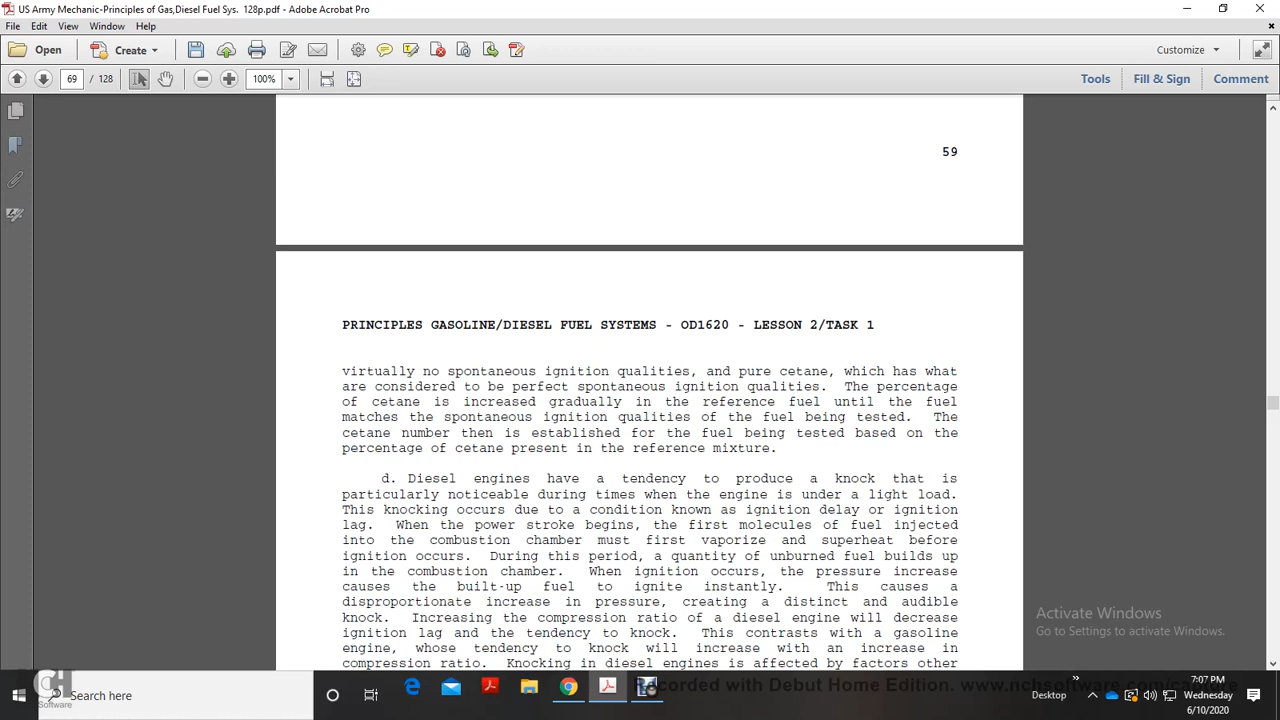 US Army Mechanic-Principles of Gas,Diesel Fuel Sys.  128p.pdf - Adobe Acrobat Pro
File Edit View Window Help
Open Create Customize
69 / 128 100% Tools Fill & Sign Comment
59
PRINCIPLES GASOLINE/DIESEL FUEL SYSTEMS - OD1620 - LESSON 2/TASK 1
virtually no spontaneous ignition qualities, and pure cetane, which has what
are considered to be perfect spontaneous ignition qualities.  The percentage
of cetane is increased gradually in the reference fuel until the fuel
matches the spontaneous ignition qualities of the fuel being tested.  The
cetane number then is established for the fuel being tested based on the
percentage of cetane present in the reference mixture.
d. Diesel engines have a tendency to produce a knock that is
particularly noticeable during times when the engine is under a light load.
This knocking occurs due to a condition known as ignition delay or ignition
lag.  When the power stroke begins, the first molecules of fuel injected
into the combustion chamber must first vaporize and superheat before
ignition occurs.  During this period, a quantity of unburned fuel builds up
in the combustion chamber.  When ignition occurs, the pressure increase
causes the built-up fuel to ignite instantly.  This causes a
disproportionate increase in pressure, creating a distinct and audible
knock.  Increasing the compression ratio of a diesel engine will decrease
ignition lag and the tendency to knock.  This contrasts with a gasoline
engine, whose tendency to knock will increase with an increase in
compression ratio.  Knocking in diesel engines is affected by factors other
Activate Windows
Go to Settings to activate Windows.
CH
Software
Search here
Recorded with Debut Home Edition. www.nchsoftware.com/capture
Desktop
7:07 PM
Wednesday
6/10/2020